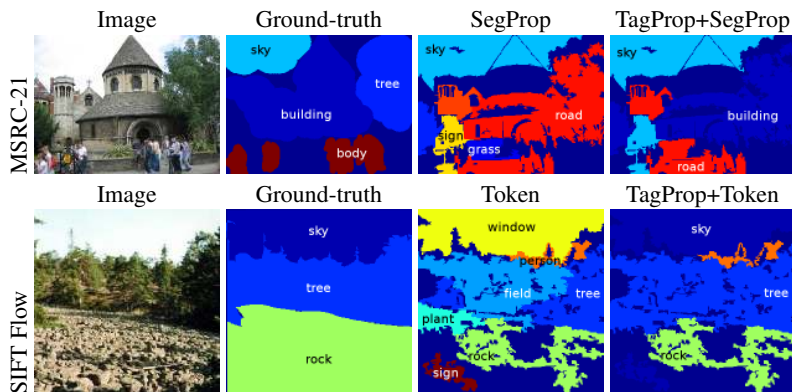 Image Ground-truth SegProp TagProp+SegProp
MSRC-21
sky
tree
building
body
sky
road
sign
grass
sky
building
road
Image Ground-truth Token TagProp+Token
SIFT Flow
sky
tree
rock
window
person
field
tree
plant
rock
sign
sky
tree
rock